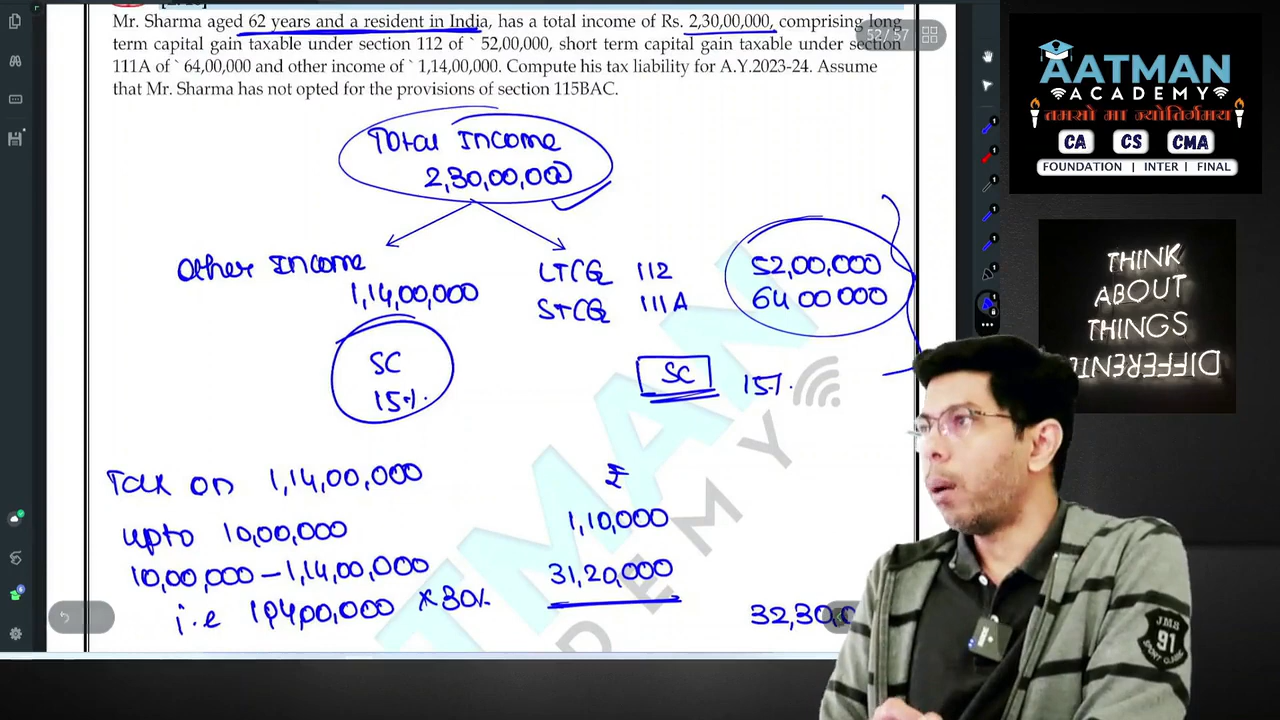 Mr. Sharma aged 62 years and a resident in India, has a total income of Rs. 2,30,00,000, comprising long
term capital gain taxable under section 112 of ` 52,00,000, short term capital gain taxable under section
111A of ` 64,00,000 and other income of ` 1,14,00,000. Compute his tax liability for A.Y.2023-24. Assume
that Mr. Sharma has not opted for the provisions of section 115BAC.
52/57
Total Income
2,30,00,000
Other Income
1,14,00,000
LTCG 112 52,00,000
STCG 111A 64 00 000
SC
15%.
SC 15%.
Tax on 1,14,00,000 ₹
upto 10,00,000 1,10,000
10,00,000 – 1,14,00,000 31,20,000
i.e 1,04,00,000 × 30%
32,30,0
AATMAN
ACADEMY
तमसो मा ज्योतिर्गमय
CA CS CMA
FOUNDATION | INTER | FINAL
THINK
ABOUT
THINGS
DIFFERENTLY
JMS
91
AATMAN
DEMY